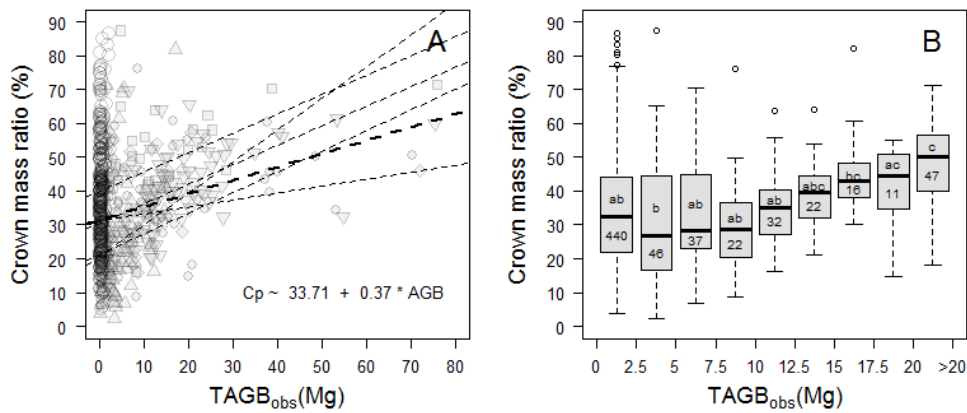 A
Crown mass ratio (%)
90
80
70
60
50
40
30
20
10
0
Cp ~ 33.71 + 0.37 * AGB
0 10 20 30 40 50 60 70 80
TAGBobs(Mg)
B
Crown mass ratio (%)
90
80
70
60
50
40
30
20
10
0
ab b ab ab ab abc bc ac c
440 46 37 22 32 22 16 11 47
0 2.5 5 7.5 10 12.5 15 17.5 20 >20
TAGBobs(Mg)